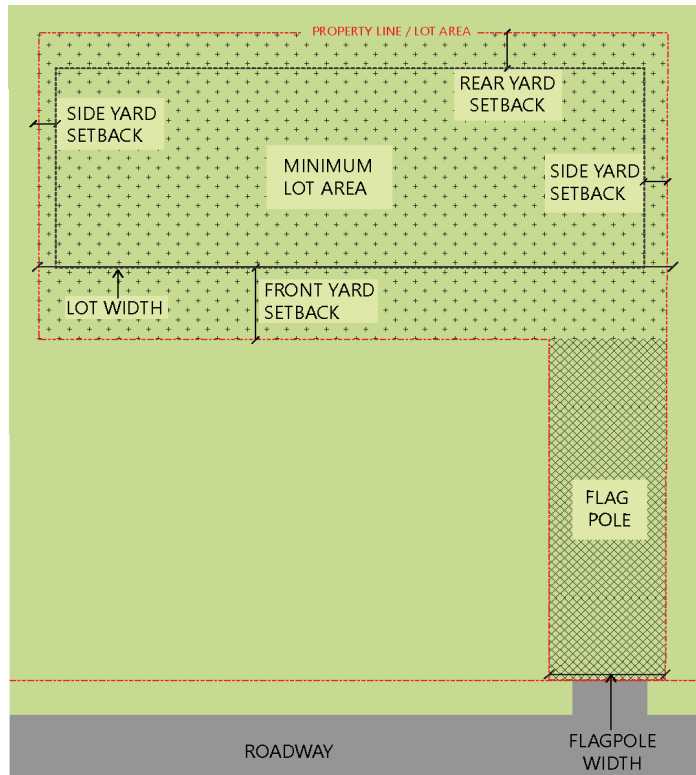 PROPERTY LINE / LOT AREA
REAR YARD
SETBACK
SIDE YARD
SETBACK
MINIMUM
LOT AREA
SIDE YARD
SETBACK
LOT WIDTH
FRONT YARD
SETBACK
FLAG
POLE
ROADWAY
FLAGPOLE
WIDTH